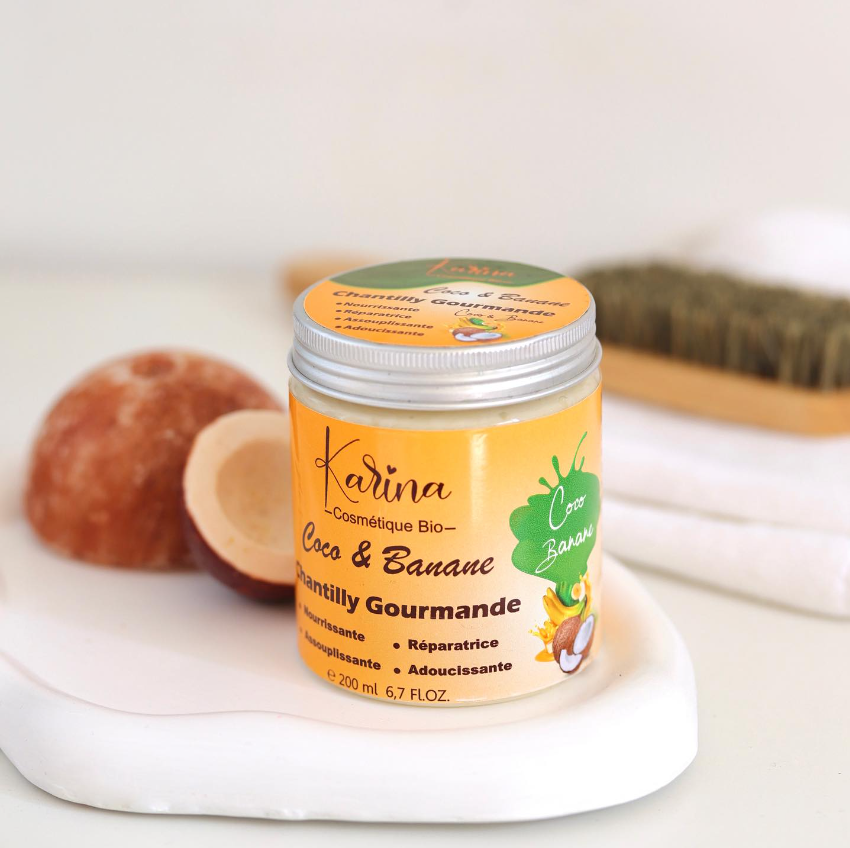 Karina
Coco & Banane
Chantilly Gourmande
• Nourrissante
• Réparatrice
• Assouplissante
• Adoucissante
Coco & Banane
Karina
Cosmétique Bio
Coco & Banane
Chantilly Gourmande
Nourrissante
• Réparatrice
Assouplissante
• Adoucissante
℮ 200 ml 6,7 FLOZ.
Coco
Banane